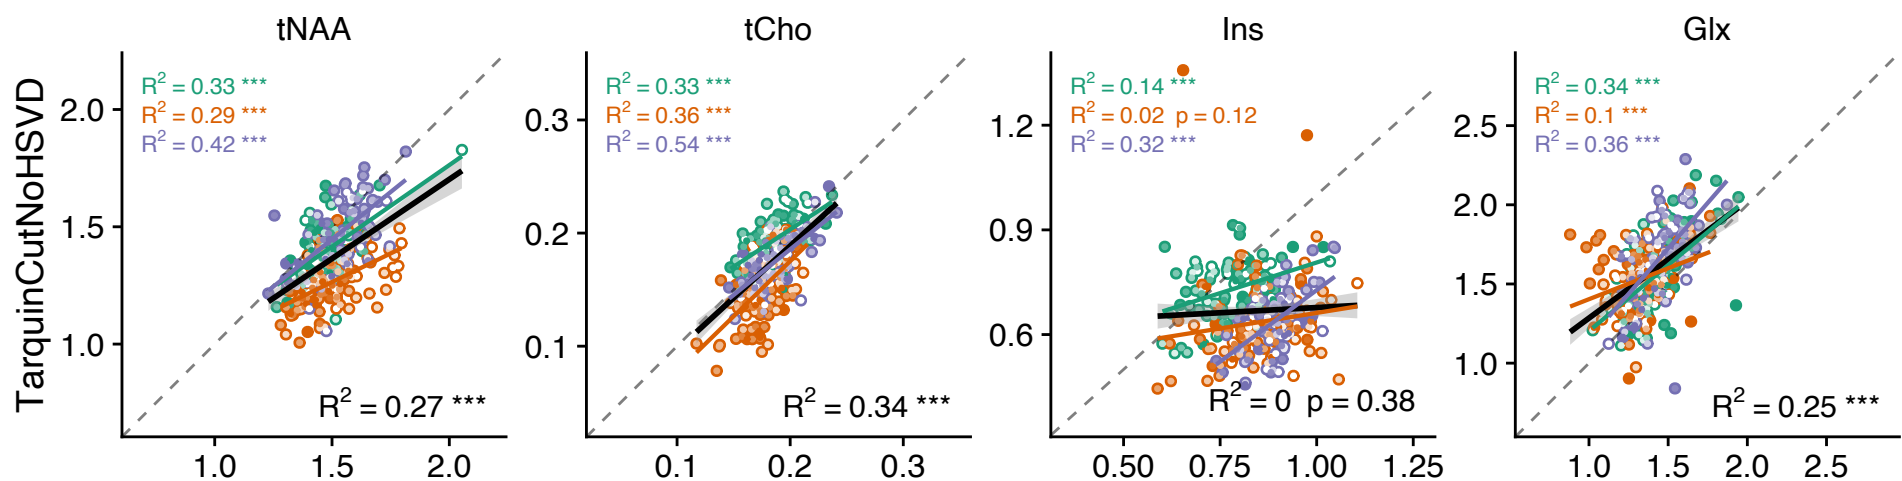 tNAA
tCho
Ins
Glx
TarquinCutNoHSVD
R² = 0.33 ***
R² = 0.29 ***
R² = 0.42 ***
R² = 0.27 ***
2.0
1.5
1.0
1.0 1.5 2.0
R² = 0.33 ***
R² = 0.36 ***
R² = 0.54 ***
R² = 0.34 ***
0.3
0.2
0.1
0.1 0.2 0.3
R² = 0.14 ***
R² = 0.02 p = 0.12
R² = 0.32 ***
R² = 0 p = 0.38
1.2
0.9
0.6
0.50 0.75 1.00 1.25
R² = 0.34 ***
R² = 0.1 ***
R² = 0.36 ***
R² = 0.25 ***
2.5
2.0
1.5
1.0
1.0 1.5 2.0 2.5